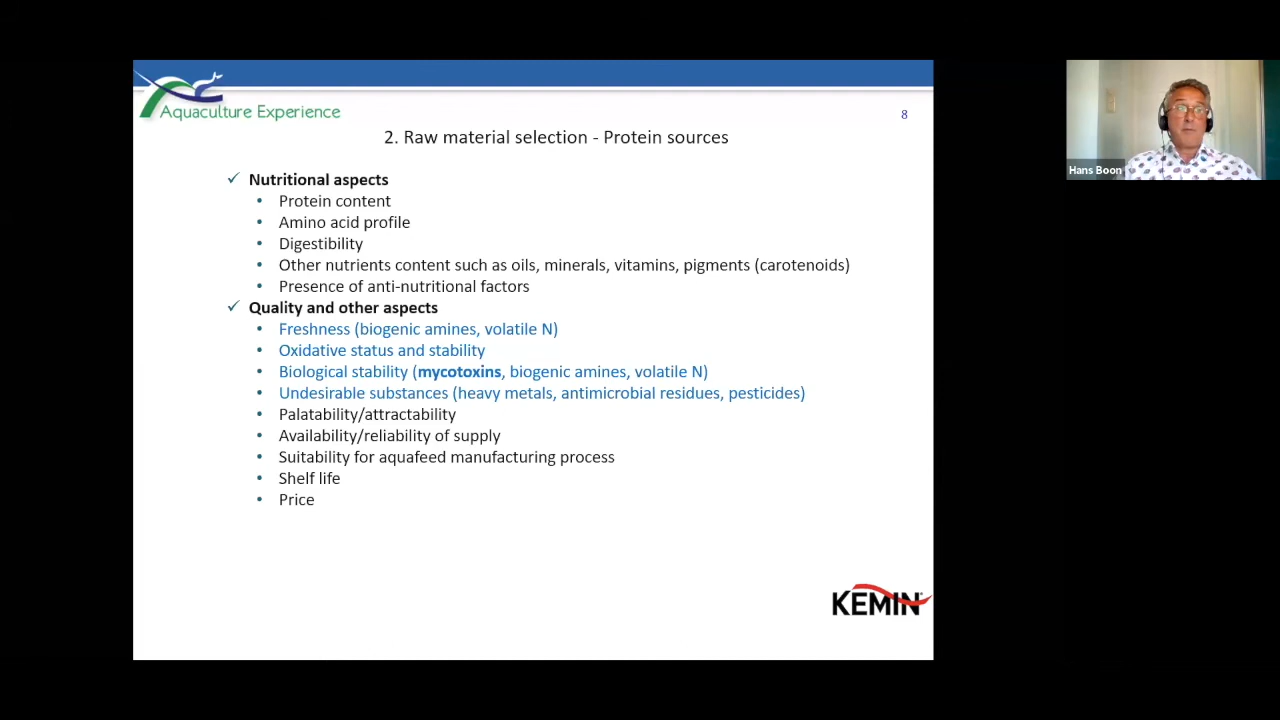 Aquaculture Experience
8
2. Raw material selection - Protein sources
✓ Nutritional aspects
• Protein content
• Amino acid profile
• Digestibility
• Other nutrients content such as oils, minerals, vitamins, pigments (carotenoids)
• Presence of anti-nutritional factors
✓ Quality and other aspects
• Freshness (biogenic amines, volatile N)
• Oxidative status and stability
• Biological stability (mycotoxins, biogenic amines, volatile N)
• Undesirable substances (heavy metals, antimicrobial residues, pesticides)
• Palatability/attractability
• Availability/reliability of supply
• Suitability for aquafeed manufacturing process
• Shelf life
• Price
KEMIN
Hans Boon